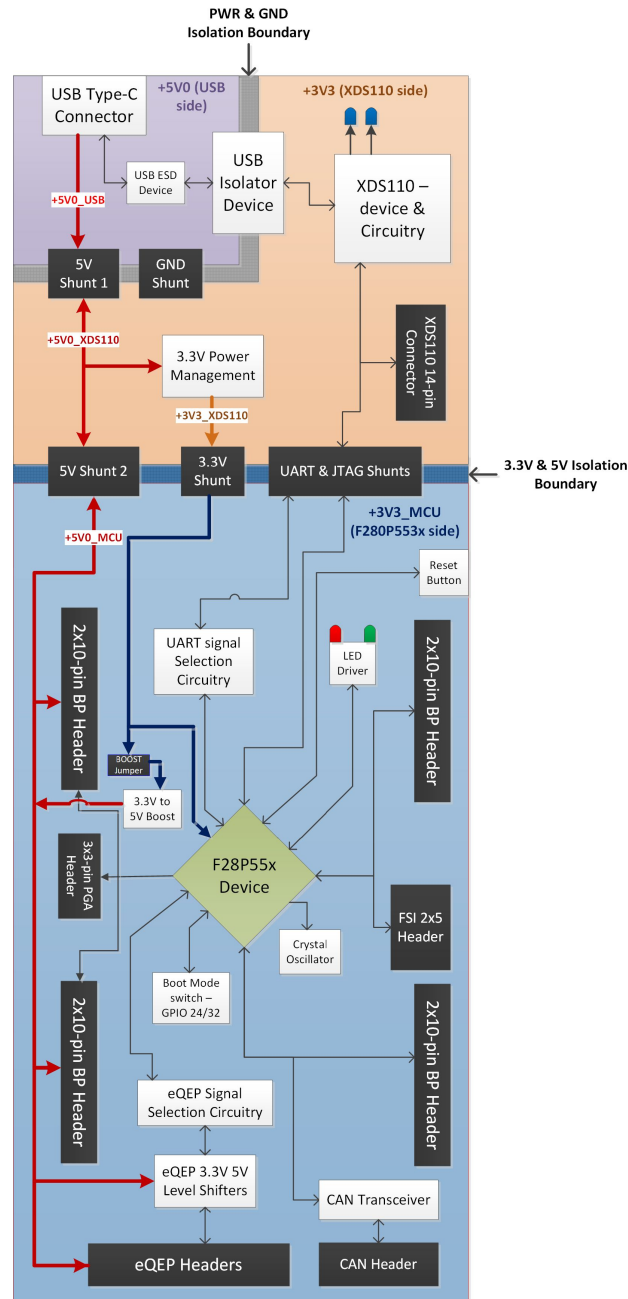 PWR & GND
Isolation Boundary
USB Type-C
Connector
+5V0 (USB
side)
+3V3 (XDS110 side)
USB ESD
Device
USB
Isolator
Device
XDS110 –
device &
Circuitry
+5V0_USB
5V
Shunt 1
GND
Shunt
+5V0_XDS110
3.3V Power
Management
XDS110 14-pin
Connector
+3V3_XDS110
5V Shunt 2
3.3V
Shunt
UART & JTAG Shunts
3.3V & 5V Isolation
Boundary
+3V3_MCU
(F280P553x side)
+5V0_MCU
Reset
Button
2x10-pin BP Header
UART signal
Selection
Circuitry
LED
Driver
2x10-pin BP Header
BOOST
Jumper
3.3V to
5V Boost
3x3-pin PGA
Header
F28P55x
Device
FSI 2x5
Header
Crystal
Oscillator
Boot Mode
switch –
GPIO 24/32
2x10-pin BP Header
2x10-pin BP Header
eQEP Signal
Selection Circuitry
eQEP 3.3V 5V
Level Shifters
CAN Transceiver
eQEP Headers
CAN Header